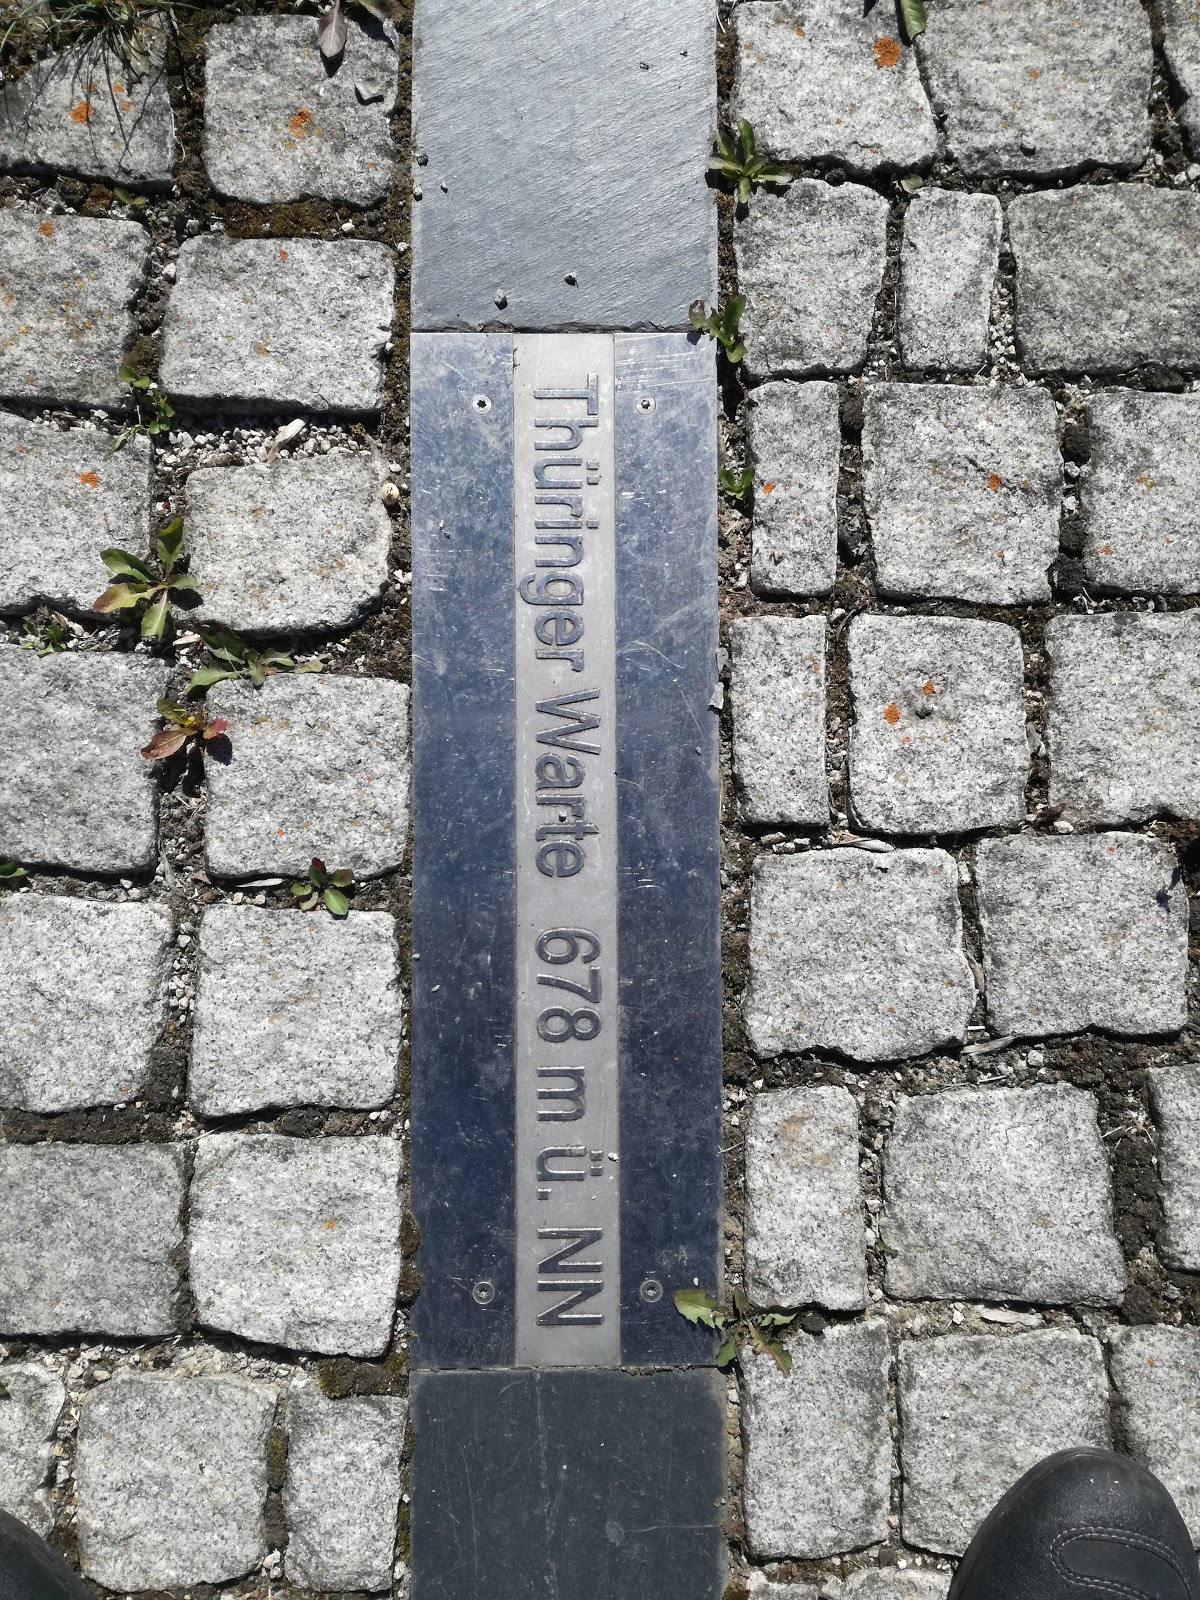 Thüringer Warte 678 m ü. NN